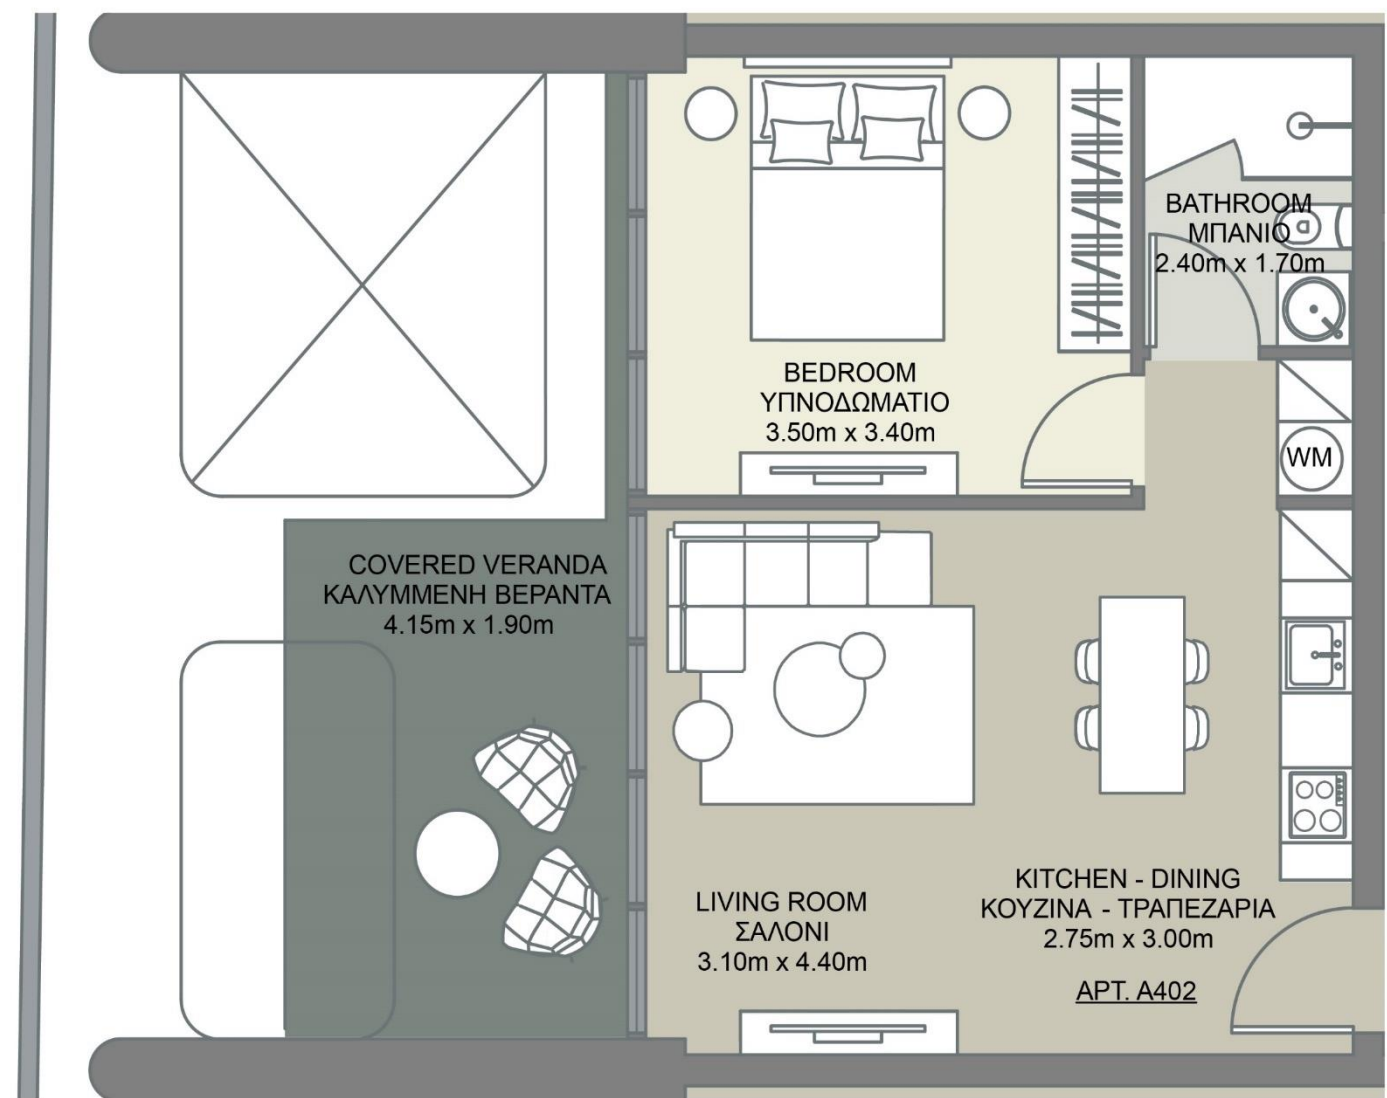 BATHROOM
ΜΠΑΝΙΟ
2.40m x 1.70m
BEDROOM
ΥΠΝΟΔΩΜΑΤΙΟ
3.50m x 3.40m
WM
COVERED VERANDA
ΚΑΛΥΜΜΕΝΗ ΒΕΡΑΝΤΑ
4.15m x 1.90m
LIVING ROOM
ΣΑΛΟΝΙ
3.10m x 4.40m
KITCHEN - DINING
ΚΟΥΖΙΝΑ - ΤΡΑΠΕΖΑΡΙΑ
2.75m x 3.00m
APT. A402